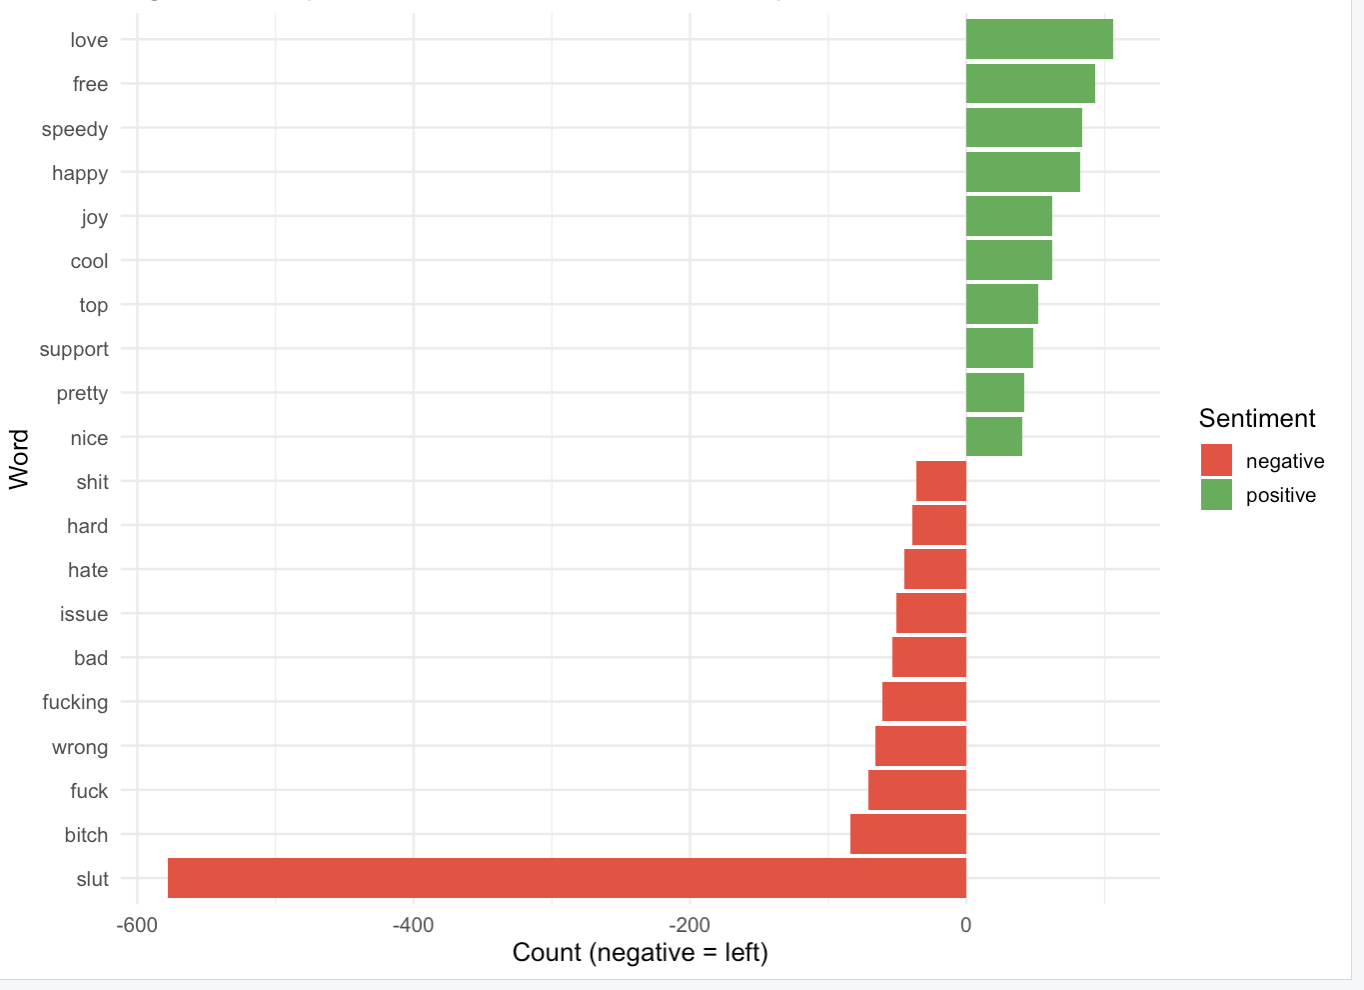 love
free
speedy
happy
joy
cool
top
support
pretty
nice
shit
hard
hate
issue
bad
fucking
wrong
fuck
bitch
slut
Word
-600 -400 -200 0
Count (negative = left)
Sentiment
negative
positive